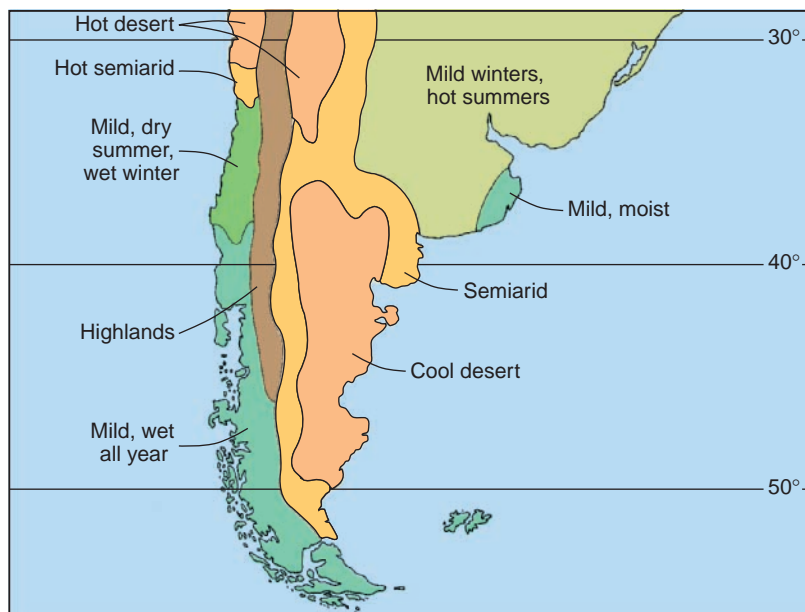 Hot desert
30°
Hot semiarid
Mild winters,
hot summers
Mild, dry
summer,
wet winter
Mild, moist
40°
Semiarid
Highlands
Cool desert
Mild, wet
all year
50°